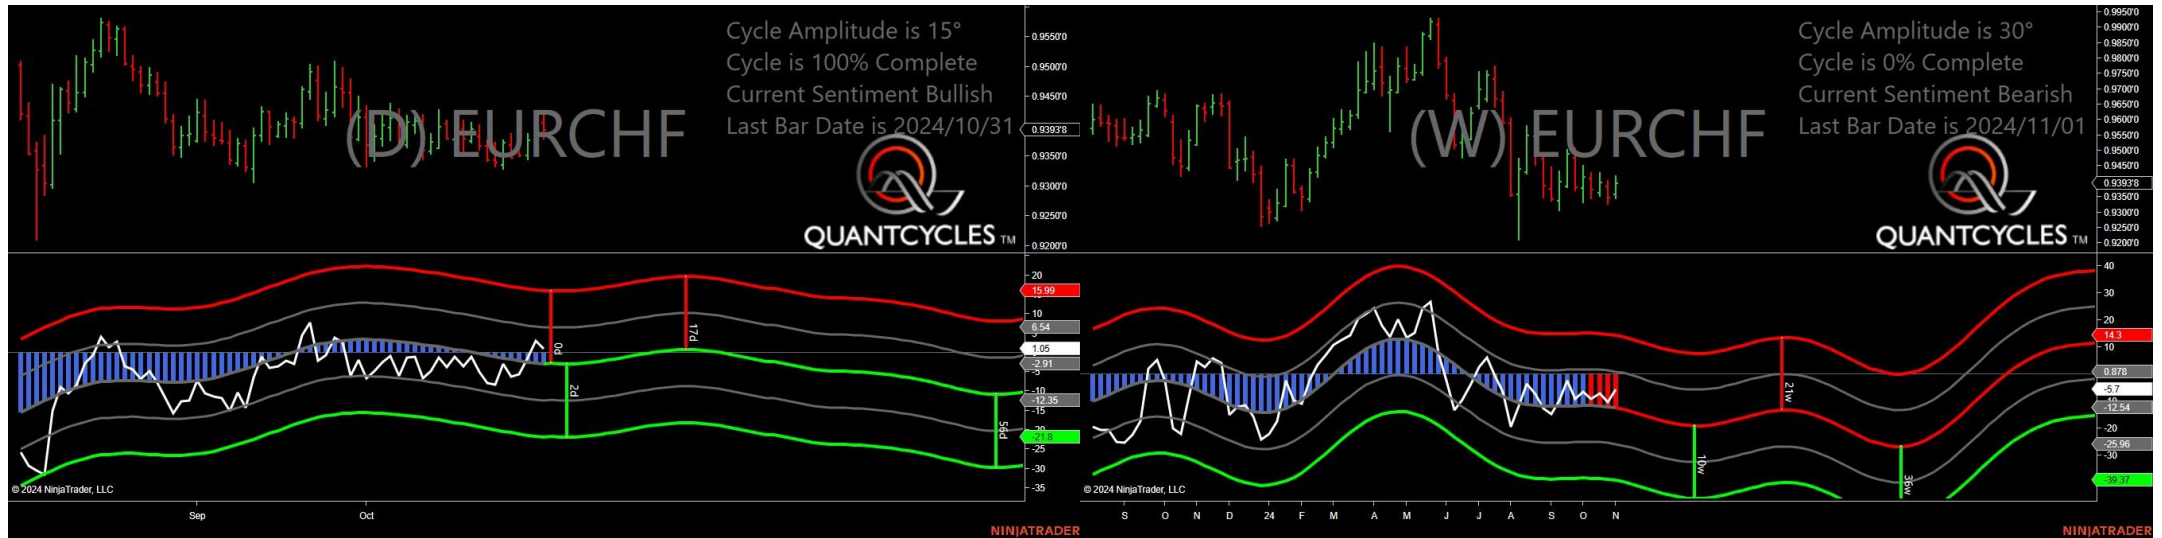 Cycle Amplitude is 15°
Cycle is 100% Complete
Current Sentiment Bullish
Last Bar Date is 2024/10/31
(D) EURCHF
QUANTCYCLES TM
0.9550'0
0.9500'0
0.9450'0
0.9393'8
0.9350'0
0.9300'0
0.9250'0
0.9200'0
20
15.99
10
6.54
1.05
-2.91
-5
-10
-12.35
-15
-21.8
-25
-30
-35
0d
2d
17d
56d
© 2024 NinjaTrader, LLC
Sep
Oct
NINJATRADER
Cycle Amplitude is 30°
Cycle is 0% Complete
Current Sentiment Bearish
Last Bar Date is 2024/11/01
(W) EURCHF
QUANTCYCLES TM
0.9950'0
0.9900'0
0.9850'0
0.9800'0
0.9750'0
0.9700'0
0.9650'0
0.9600'0
0.9550'0
0.9500'0
0.9450'0
0.9393'8
0.9350'0
0.9300'0
0.9250'0
0.9200'0
40
30
20
14.3
10
0.878
-5.7
-12.54
-20
-25.96
-30
-39.37
10w
21w
36w
© 2024 NinjaTrader, LLC
S O N D 24 F M A M J J A S O N
NINJATRADER